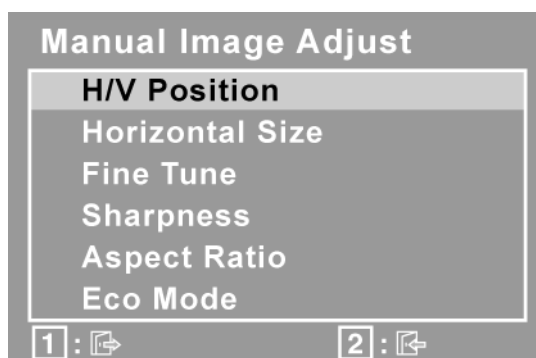 Manual Image Adjust
H/V Position
Horizontal Size
Fine Tune
Sharpness
Aspect Ratio
Eco Mode
1 : 2 :